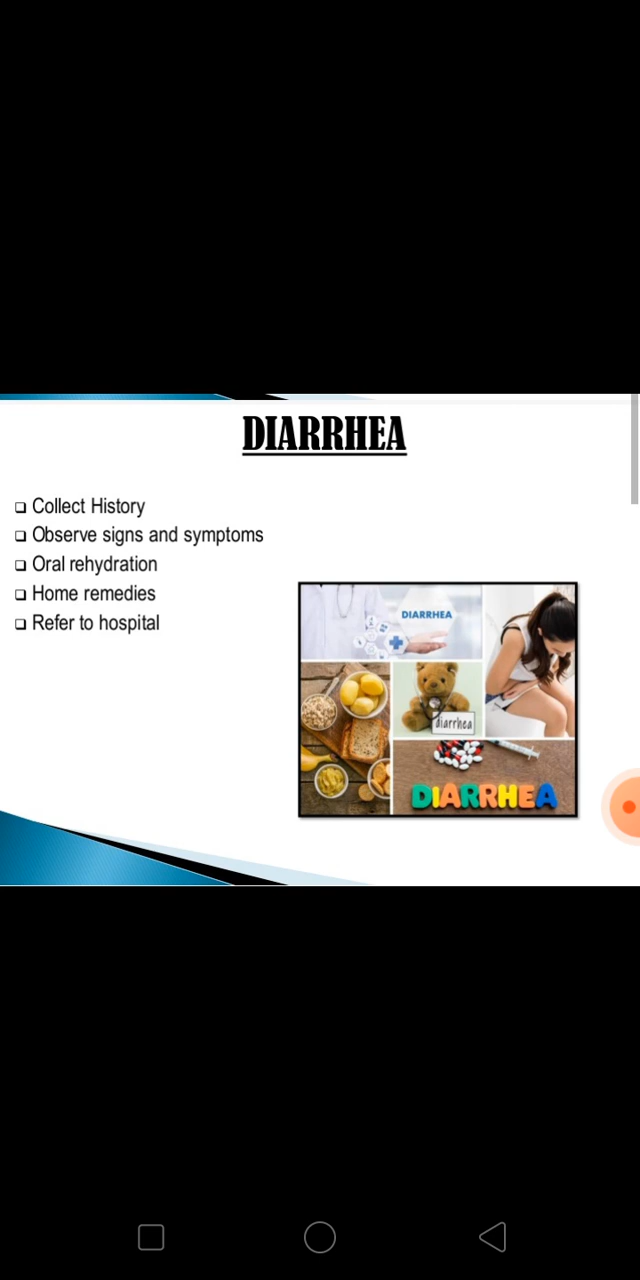 DIARRHEA
Collect History
Observe signs and symptoms
Oral rehydration
Home remedies
Refer to hospital
DIARRHEA
diarrhea
DIARRHEA